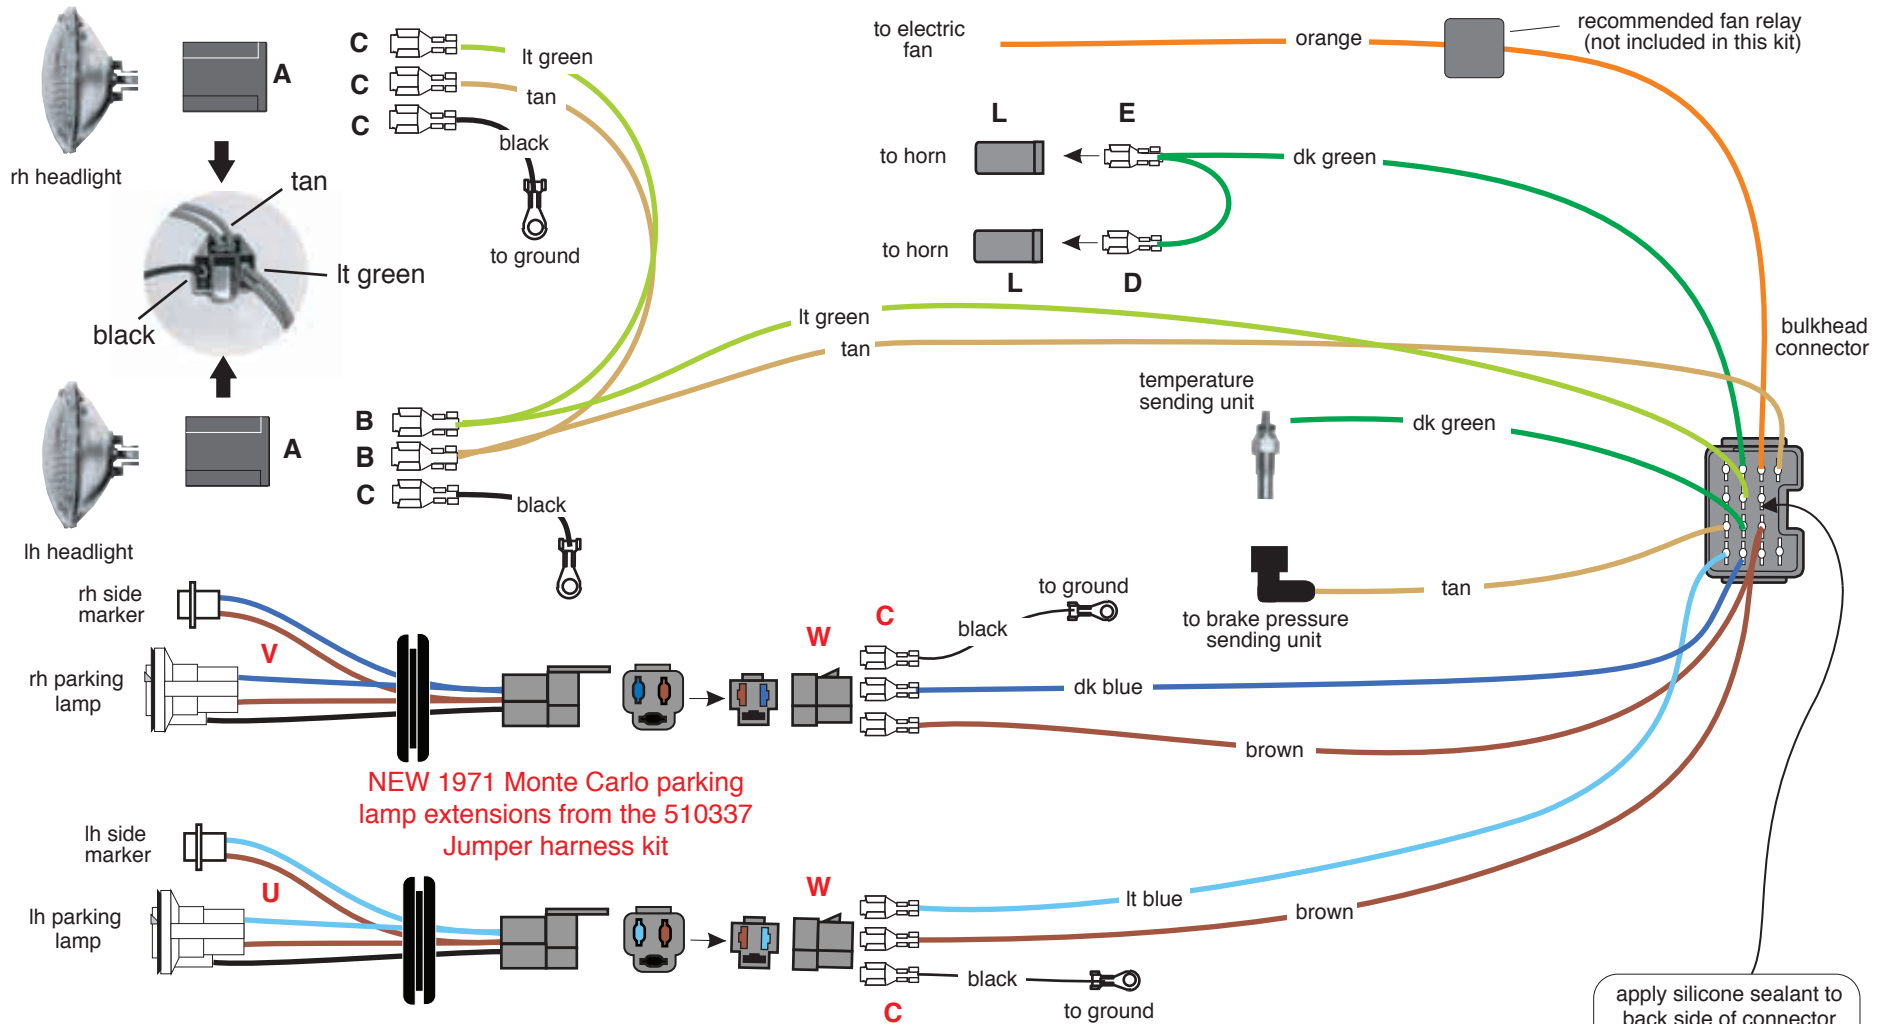 C
lt green
to electric
fan
orange
recommended fan relay
(not included in this kit)
A
C
tan
C
black
L
E
to horn
dk green
rh headlight
tan
to ground
to horn
lt green
L
D
black
lt green
tan
bulkhead
connector
temperature
sending unit
dk green
A
B
B
C
black
lh headlight
rh side
marker
to ground
tan
C
black
to brake pressure
sending unit
V
W
rh parking
lamp
dk blue
brown
NEW 1971 Monte Carlo parking
lamp extensions from the 510337
Jumper harness kit
lh side
marker
U
W
lt blue
brown
lh parking
lamp
black
C
to ground
apply silicone sealant to
back side of connector